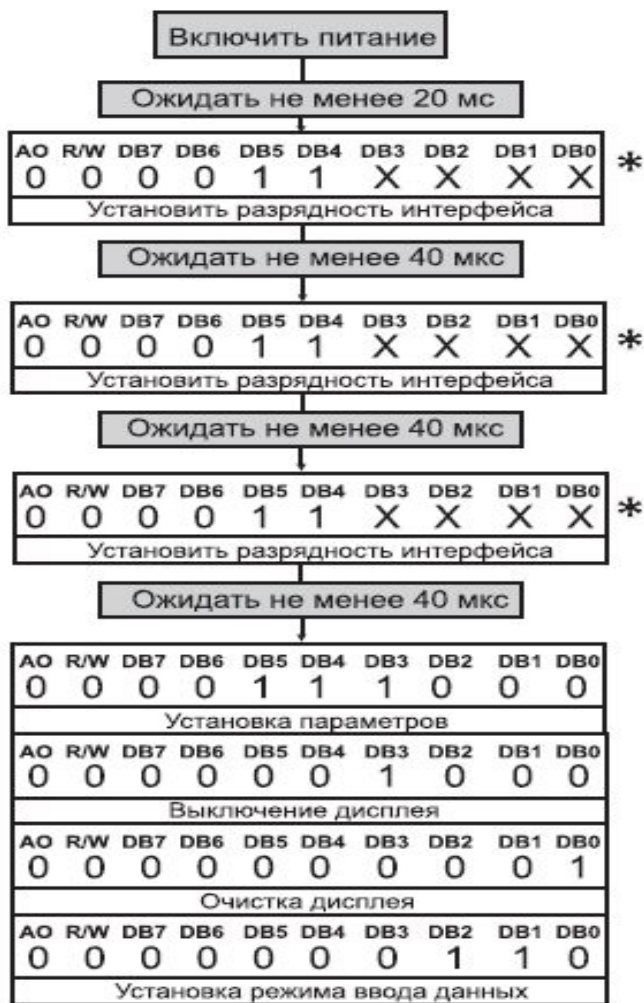 Включить питание
Ожидать не менее 20 мс
AO R/W DB7 DB6 DB5 DB4 DB3 DB2 DB1 DB0
0 0 0 0 1 1 X X X X *
Установить разрядность интерфейса
Ожидать не менее 40 мкс
AO R/W DB7 DB6 DB5 DB4 DB3 DB2 DB1 DB0
0 0 0 0 1 1 X X X X *
Установить разрядность интерфейса
Ожидать не менее 40 мкс
AO R/W DB7 DB6 DB5 DB4 DB3 DB2 DB1 DB0
0 0 0 0 1 1 X X X X *
Установить разрядность интерфейса
Ожидать не менее 40 мкс
AO R/W DB7 DB6 DB5 DB4 DB3 DB2 DB1 DB0
0 0 0 0 1 1 1 0 0 0
Установка параметров
AO R/W DB7 DB6 DB5 DB4 DB3 DB2 DB1 DB0
0 0 0 0 0 0 1 0 0 0
Выключение дисплея
AO R/W DB7 DB6 DB5 DB4 DB3 DB2 DB1 DB0
0 0 0 0 0 0 0 0 0 1
Очистка дисплея
AO R/W DB7 DB6 DB5 DB4 DB3 DB2 DB1 DB0
0 0 0 0 0 0 0 1 1 0
Установка режима ввода данных